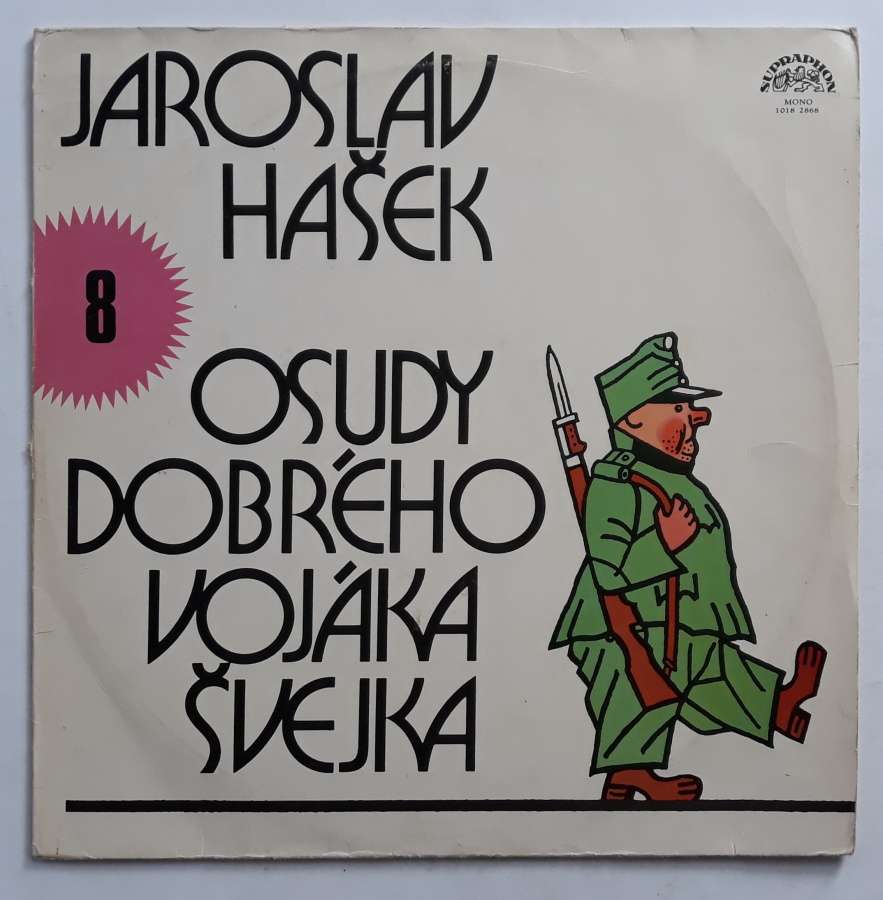 JAROSLAV
HAŠEK
SUPRAPHON
MONO
1018 2868
8
OSUDY
DOBRÉHO
VOJÁKA
ŠVEJKA